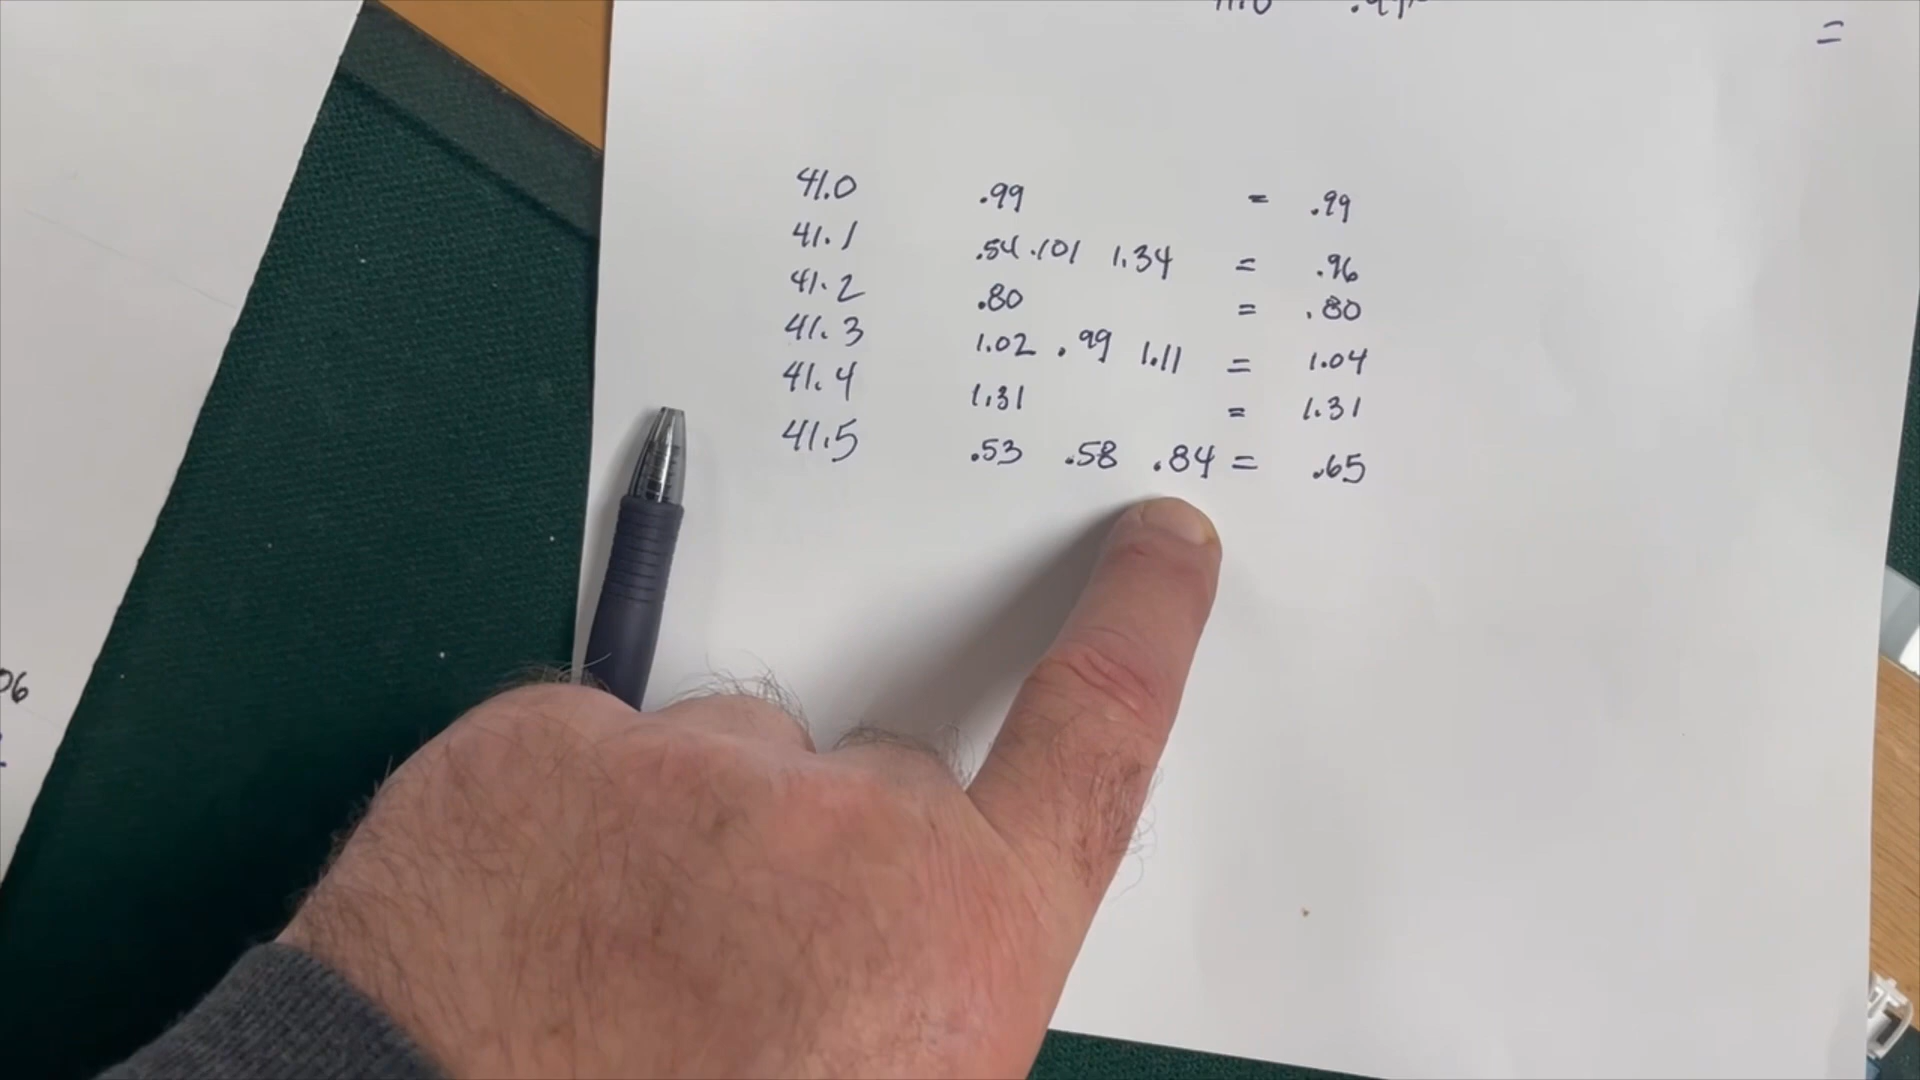 =
41.0 .99 = .99
41.1 .54 .101 1.34 = .96
41.2 .80 = .80
41.3 1.02 .99 1.11 = 1.04
41.4 1.31 = 1.31
41.5 .53 .58 .84 = .65
06